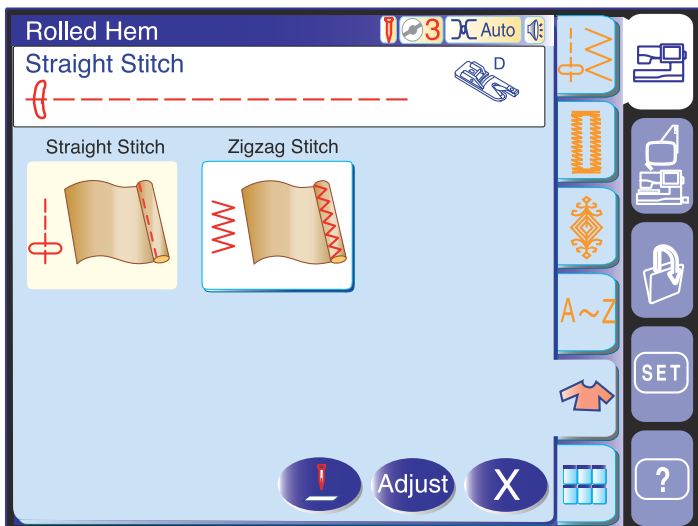 Rolled Hem
3 Auto
Straight Stitch
D
Straight Stitch Zigzag Stitch
A~Z
SET
Adjust X
?